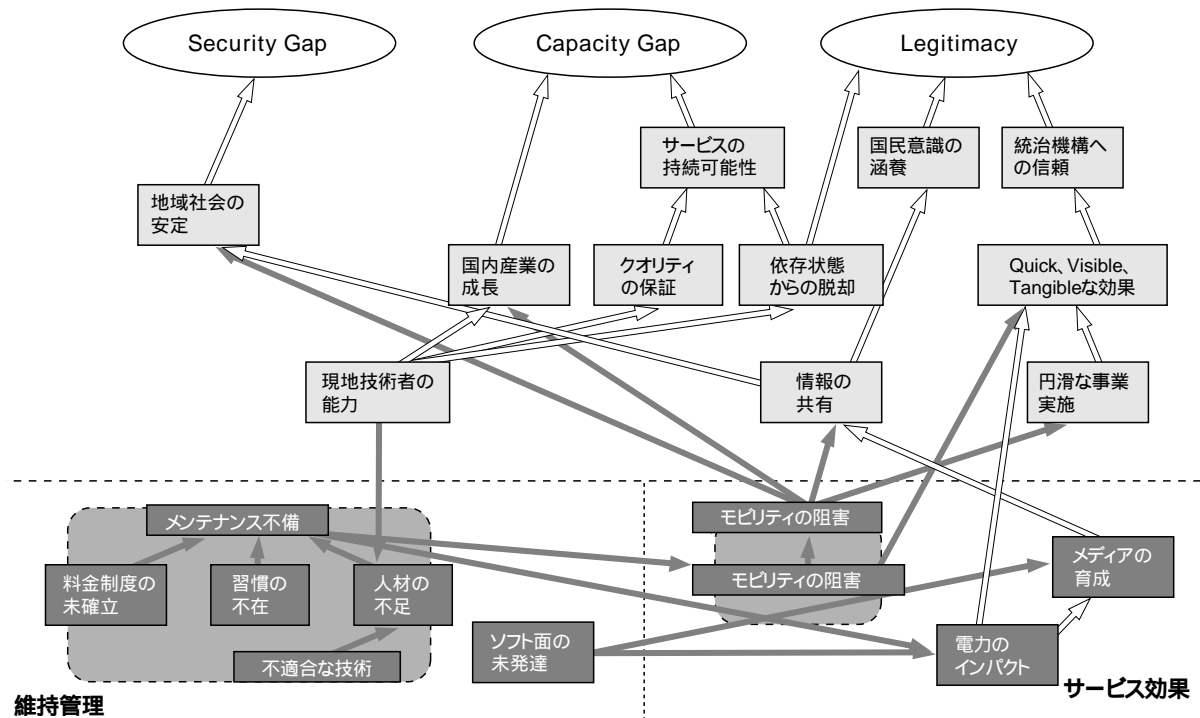 Security Gap
Capacity Gap
Legitimacy
サービスの
持続可能性
国民意識の
涵養
統治機構へ
の信頼
地域社会の
安定
国内産業の
成長
クオリティ
の保証
依存状態
からの脱却
Quick、Visible、
Tangibleな効果
現地技術者の
能力
情報の
共有
円滑な事業
実施
メンテナンス不備
モビリティの阻害
料金制度の
未確立
習慣の
不在
人材の
不足
モビリティの阻害
メディアの
育成
不適合な技術
ソフト面の
未発達
電力の
インパクト
維持管理
サービス効果